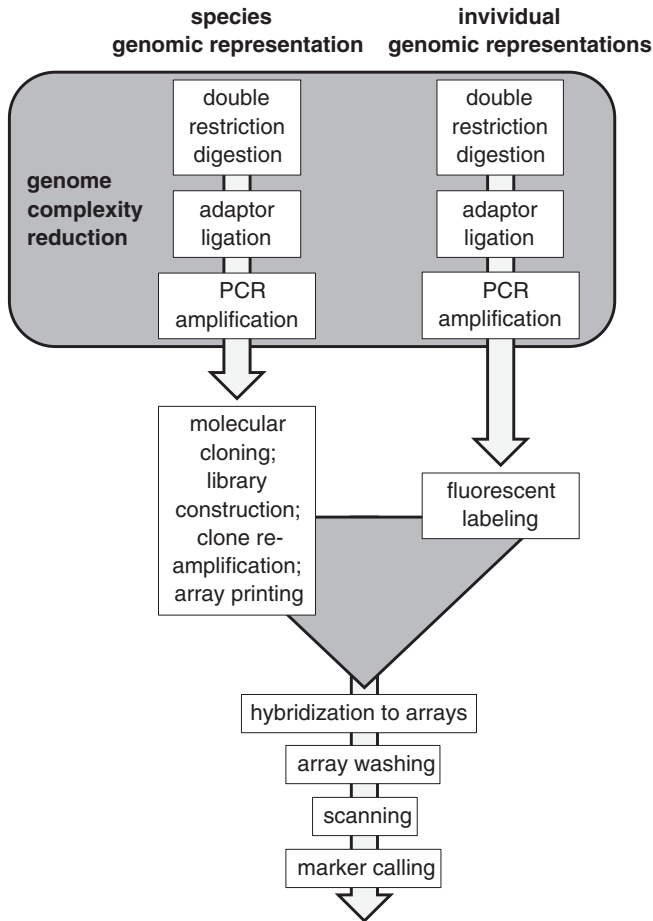 species
genomic representation
invividual
genomic representations
genome
complexity
reduction
double
restriction
digestion
adaptor
ligation
PCR
amplification
double
restriction
digestion
adaptor
ligation
PCR
amplification
molecular
cloning;
library
construction;
clone re-
amplification;
array printing
fluorescent
labeling
hybridization to arrays
array washing
scanning
marker calling